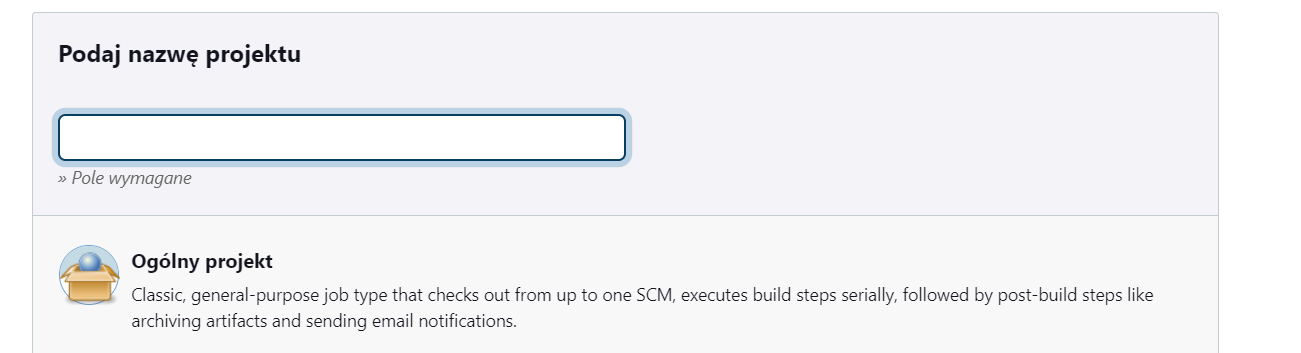 Podaj nazwę projektu
» Pole wymagane
Ogólny projekt
Classic, general-purpose job type that checks out from up to one SCM, executes build steps serially, followed by post-build steps like
archiving artifacts and sending email notifications.